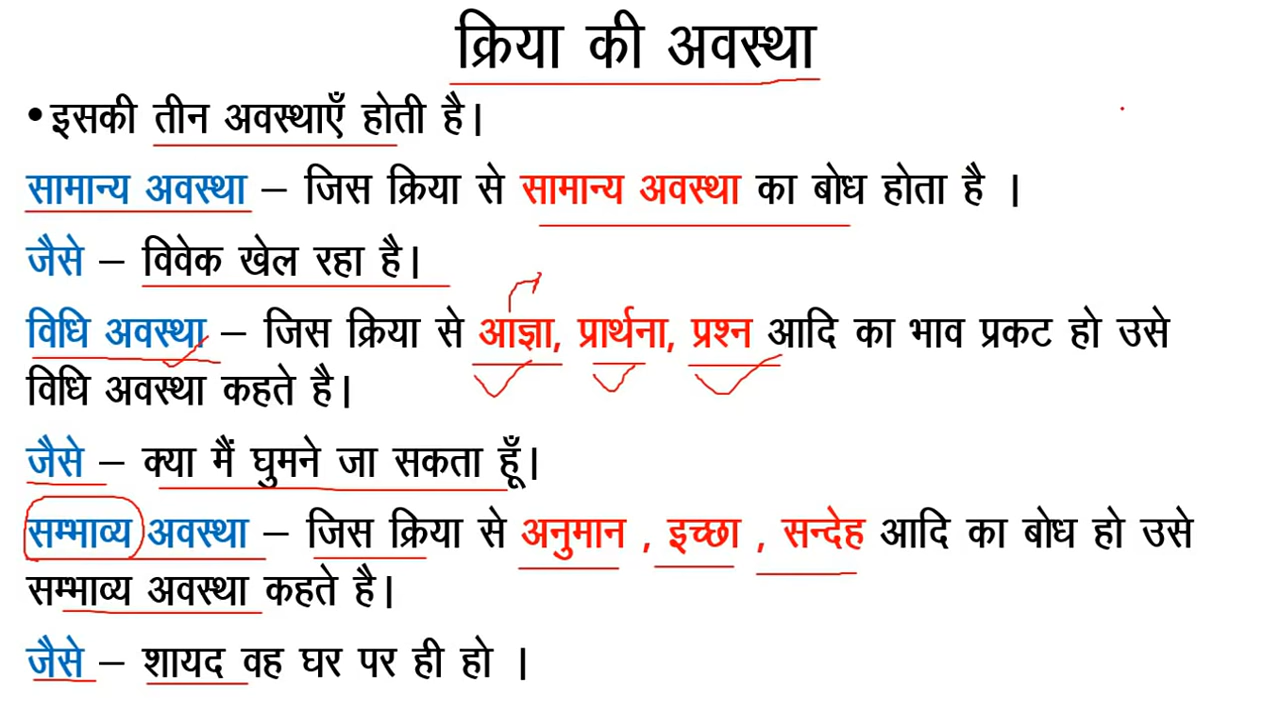 क्रिया की अवस्था
• इसकी तीन अवस्थाएँ होती है।
सामान्य अवस्था – जिस क्रिया से सामान्य अवस्था का बोध होता है ।
जैसे – विवेक खेल रहा है।
विधि अवस्था – जिस क्रिया से आज्ञा, प्रार्थना, प्रश्न आदि का भाव प्रकट हो उसे
विधि अवस्था कहते है।
जैसे – क्या मैं घुमने जा सकता हूँ।
सम्भाव्य अवस्था – जिस क्रिया से अनुमान , इच्छा , सन्देह आदि का बोध हो उसे
सम्भाव्य अवस्था कहते है।
जैसे – शायद वह घर पर ही हो ।